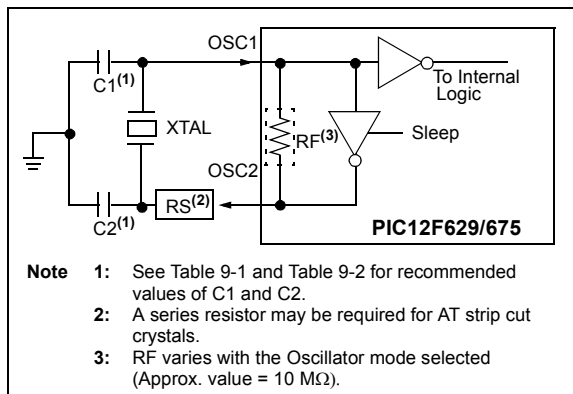 OSC1
C1(1)
To Internal
Logic
XTAL
RF(3)
Sleep
OSC2
C2(1)
RS(2)
PIC12F629/675
Note 1: See Table 9-1 and Table 9-2 for recommended
values of C1 and C2.
2: A series resistor may be required for AT strip cut
crystals.
3: RF varies with the Oscillator mode selected
(Approx. value = 10 MΩ).